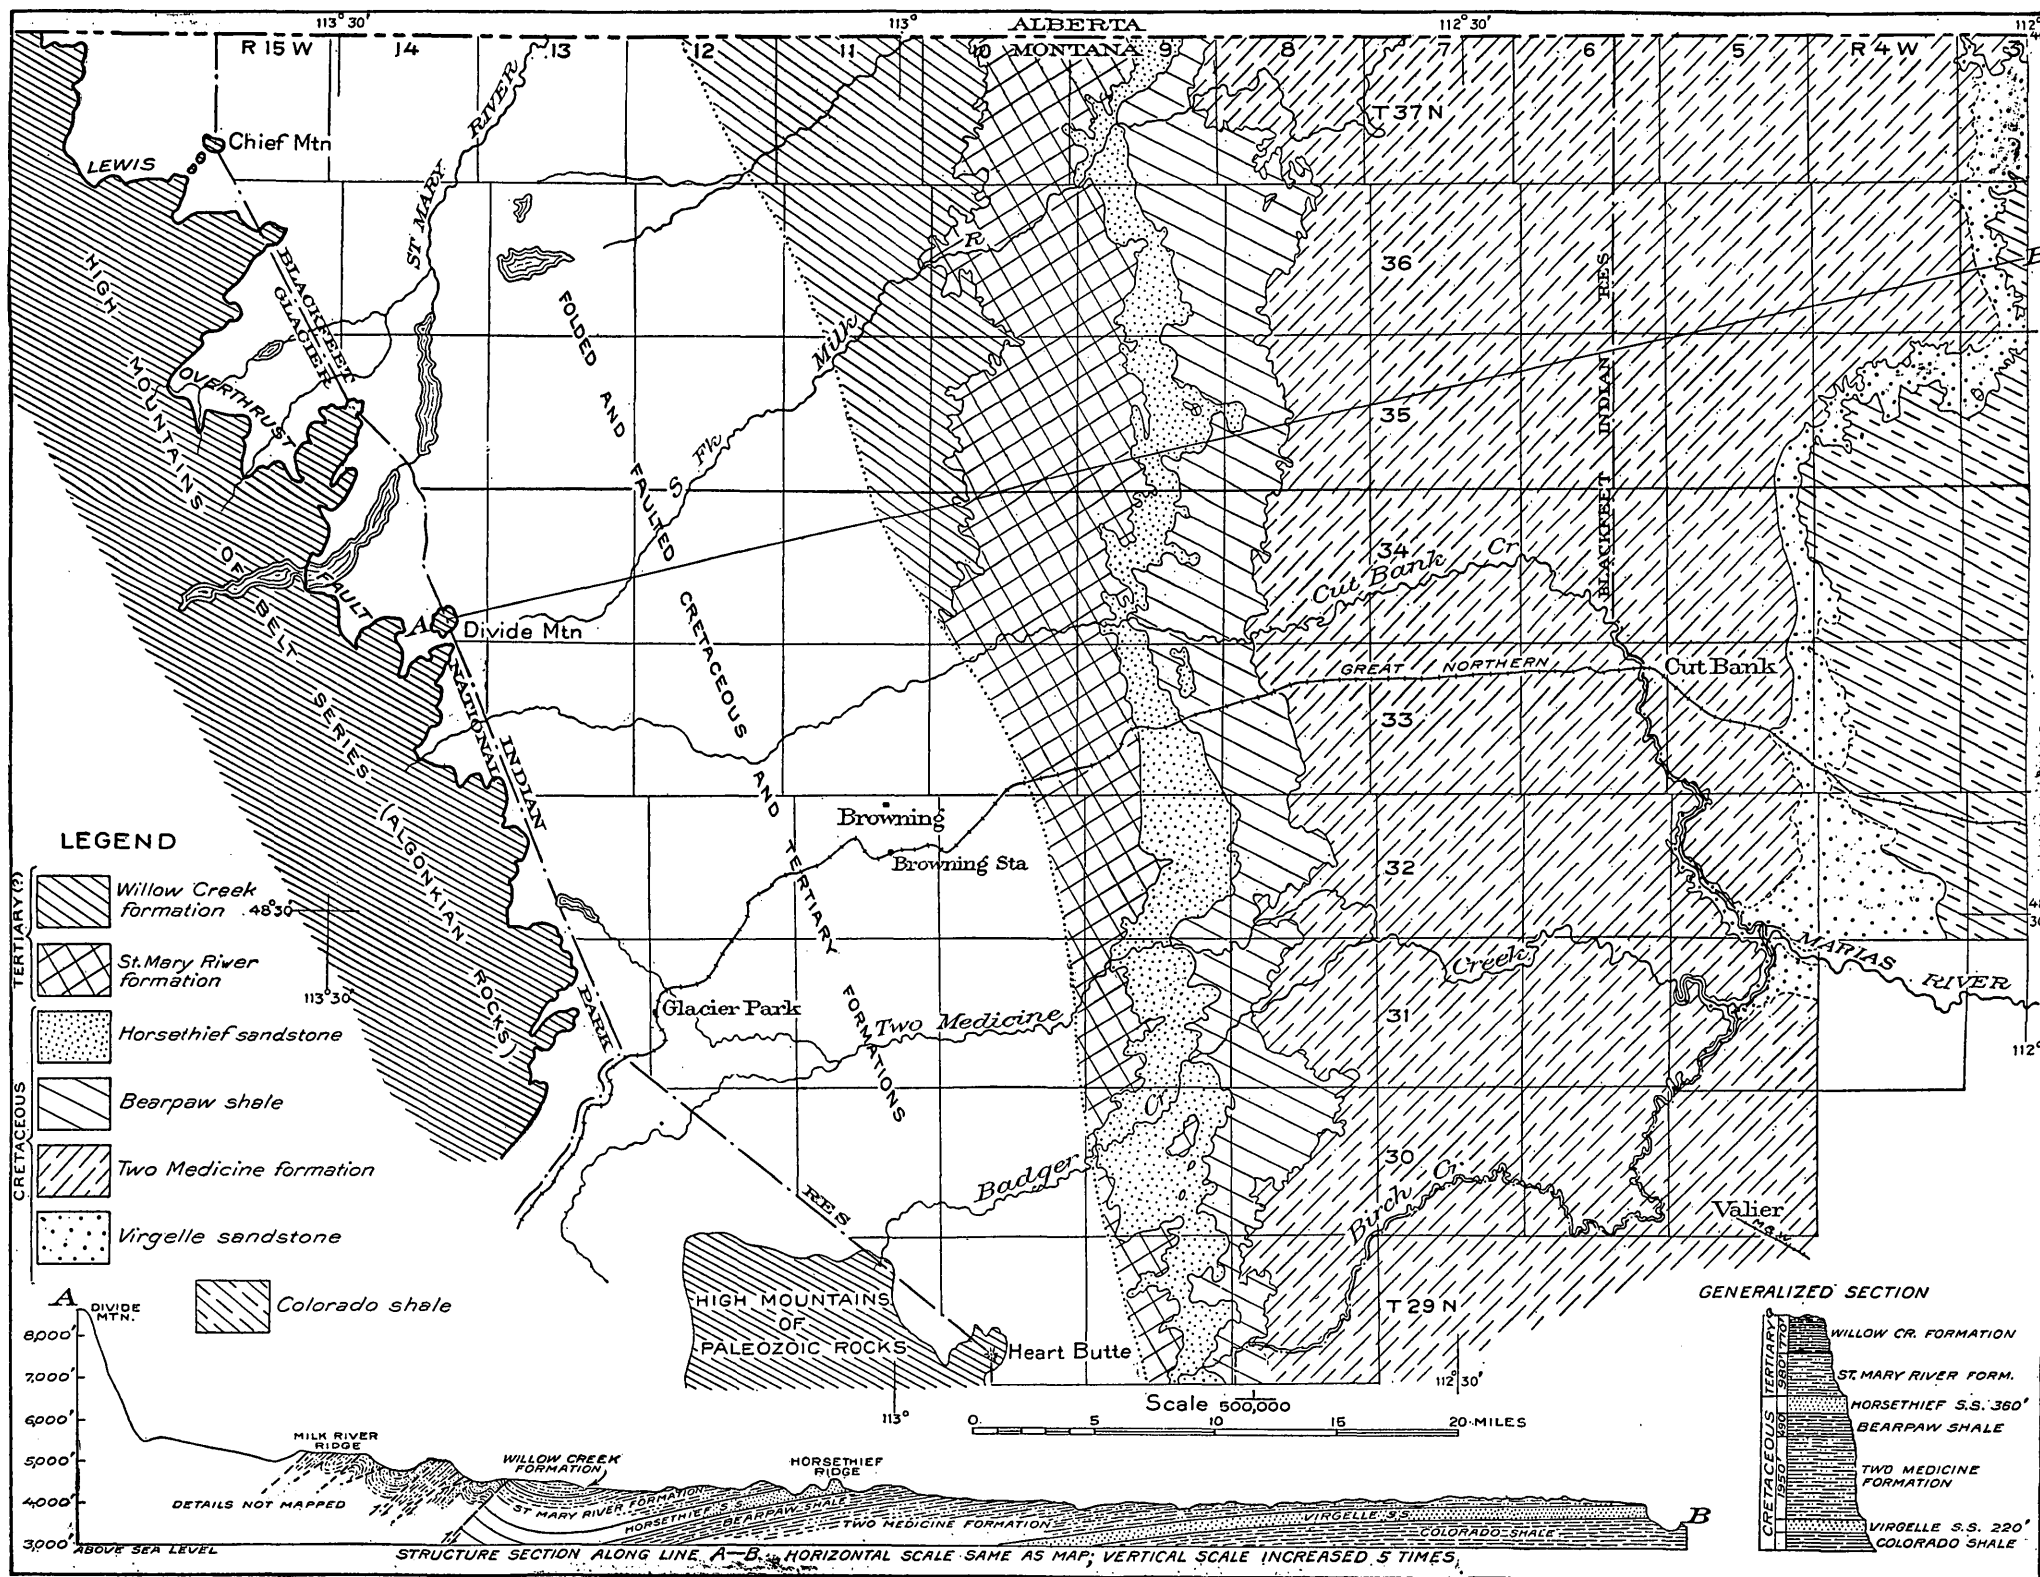 113°30'
113°
112°30'
112°
ALBERTA
MONTANA
R 15 W
14
13
12
11
10
9
8
7
6
5
R 4 W
3
T 37 N
Chief Mtn
LEWIS
ST MARY RIVER
36
R
HIGH MOUNTAINS OF BELT SERIES (ALGONKIAN ROCKS)
BLACKFEET
GLACIER
FOLDED AND FAULTED CRETACEOUS AND TERTIARY FORMATIONS
Milk
BLACKFEET INDIAN RES
OVERTHRUST
35
S Fk
34
Cut Bank Cr
FAULT
A
Divide Mtn
GREAT NORTHERN
Cut Bank
NATIONAL
INDIAN
33
Browning
Browning Sta
32
LEGEND
TERTIARY (?)
Willow Creek
formation
48°30'
St. Mary River
formation
113°30'
CRETACEOUS
Horsethief sandstone
Bearpaw shale
Two Medicine formation
Virgelle sandstone
Colorado shale
PARK
Glacier Park
Two Medicine
Creek
31
MARIAS RIVER
112°
Badger
Cr
30
RES
Birch Cr
Valier
HIGH MOUNTAINS
OF
PALEOZOIC ROCKS
Heart Butte
T 29 N
113°
112°30'
Scale 1/500,000
0 5 10 15 20 MILES
GENERALIZED SECTION
TERTIARY?
770'
WILLOW CR. FORMATION
980'
ST. MARY RIVER FORM.
CRETACEOUS
HORSETHIEF S.S. 360'
490'
BEARPAW SHALE
1950'
TWO MEDICINE
FORMATION
VIRGELLE S.S. 220'
COLORADO SHALE
A
DIVIDE
MTN.
8,000'
7,000'
6,000'
5,000'
4,000'
3,000'
ABOVE SEA LEVEL
MILK RIVER
RIDGE
DETAILS NOT MAPPED
WILLOW CREEK
FORMATION
HORSETHIEF
RIDGE
ST MARY RIVER FORMATION
HORSETHIEF S.S.
BEARPAW SHALE
TWO MEDICINE FORMATION
VIRGELLE S.S.
COLORADO SHALE
B
STRUCTURE SECTION ALONG LINE A—B. HORIZONTAL SCALE SAME AS MAP; VERTICAL SCALE INCREASED 5 TIMES